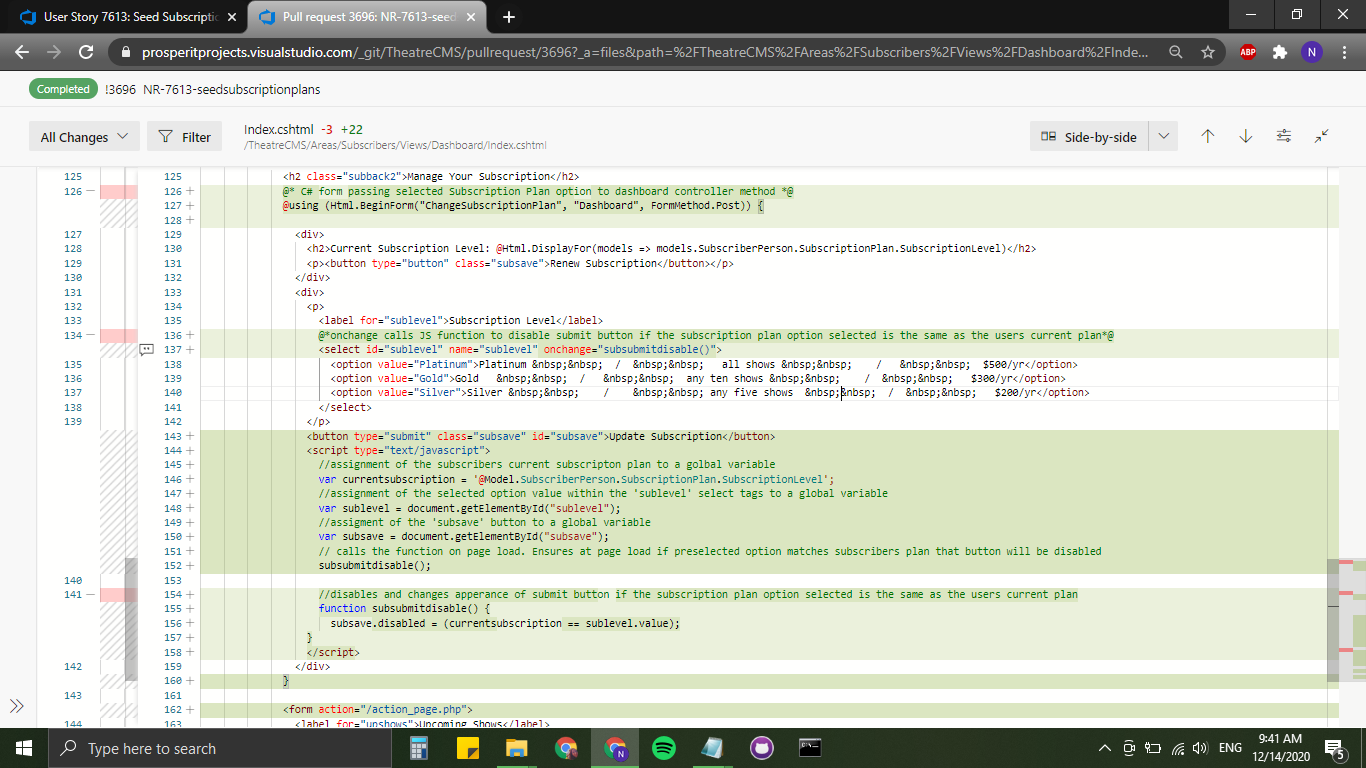 User Story 7613: Seed Subscriptic
Pull request 3696: NR-7613-seed
prosperitprojects.visualstudio.com/_git/TheatreCMS/pullrequest/3696?_a=files&path=%2FTheatreCMS%2FAreas%2FSubscribers%2FViews%2FDashboard%2FInde...
ABP
N
Completed !3696 NR-7613-seedsubscriptionplans
All Changes
Filter
Index.cshtml -3 +22
/TheatreCMS/Areas/Subscribers/Views/Dashboard/Index.cshtml
Side-by-side
125 125 <h2 class="subback2">Manage Your Subscription</h2>
126 — 126 + @* C# form passing selected Subscription Plan option to dashboard controller method *@
127 + @using (Html.BeginForm("ChangeSubscriptionPlan", "Dashboard", FormMethod.Post)) {
128 +
127 129 <div>
128 130 <h2>Current Subscription Level: @Html.DisplayFor(models => models.SubscriberPerson.SubscriptionPlan.SubscriptionLevel)</h2>
129 131 <p><button type="button" class="subsave">Renew Subscription</button></p>
130 132 </div>
131 133 <div>
132 134 <p>
133 135 <label for="sublevel">Subscription Level</label>
134 — 136 + @*onchange calls JS function to disable submit button if the subscription plan option selected is the same as the users current plan*@
137 + <select id="sublevel" name="sublevel" onchange="subsubmitdisable()">
135 138 <option value="Platinum">Platinum &nbsp;&nbsp; / &nbsp;&nbsp; all shows &nbsp;&nbsp; / &nbsp;&nbsp; $500/yr</option>
136 139 <option value="Gold">Gold &nbsp;&nbsp; / &nbsp;&nbsp; any ten shows &nbsp;&nbsp; / &nbsp;&nbsp; $300/yr</option>
137 140 <option value="Silver">Silver &nbsp;&nbsp; / &nbsp;&nbsp; any five shows &nbsp;&nbsp; / &nbsp;&nbsp; $200/yr</option>
138 141 </select>
139 142 </p>
143 + <button type="submit" class="subsave" id="subsave">Update Subscription</button>
144 + <script type="text/javascript">
145 + //assignment of the subscribers current subscripton plan to a golbal variable
146 + var currentsubscription = '@Model.SubscriberPerson.SubscriptionPlan.SubscriptionLevel';
147 + //assignment of the selected option value within the 'sublevel' select tags to a global variable
148 + var sublevel = document.getElementById("sublevel");
149 + //assigment of the 'subsave' button to a global variable
150 + var subsave = document.getElementById("subsave");
151 + // calls the function on page load. Ensures at page load if preselected option matches subscribers plan that button will be disabled
152 + subsubmitdisable();
140 153
141 — 154 + //disables and changes apperance of submit button if the subscription plan option selected is the same as the users current plan
155 + function subsubmitdisable() {
156 + subsave.disabled = (currentsubscription == sublevel.value);
157 + }
158 + </script>
142 159 </div>
160 + }
143 161
162 + <form action="/action_page.php">
144 163 <label for="upshows">Upcoming Shows</label>
Type here to search
N
ENG
9:41 AM
12/14/2020
5